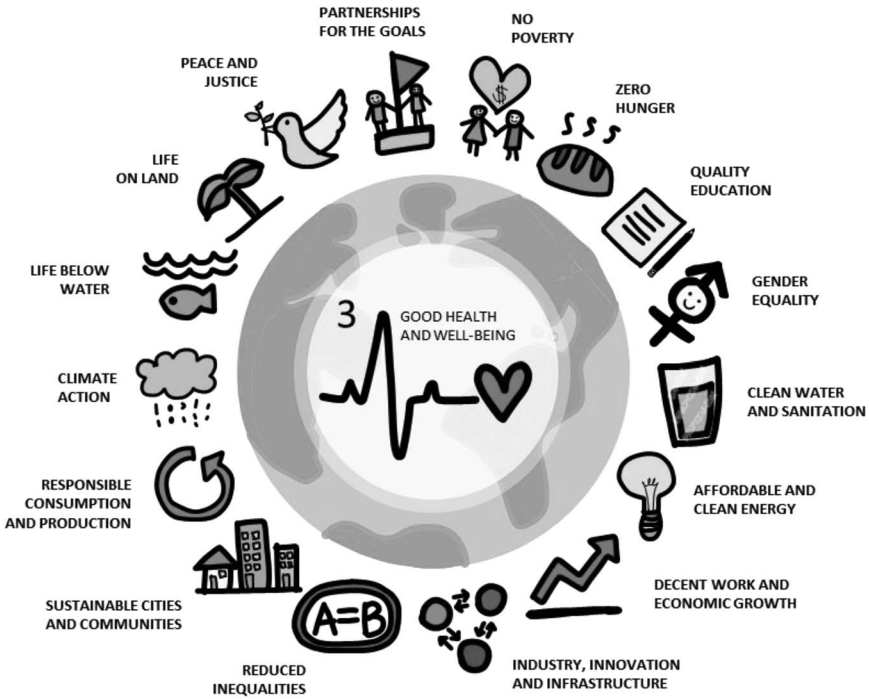 PARTNERSHIPS
FOR THE GOALS
NO
POVERTY
$
ZERO
HUNGER
QUALITY
EDUCATION
GENDER
EQUALITY
CLEAN WATER
AND SANITATION
AFFORDABLE AND
CLEAN ENERGY
DECENT WORK AND
ECONOMIC GROWTH
INDUSTRY, INNOVATION
AND INFRASTRUCTURE
A=B
REDUCED
INEQUALITIES
SUSTAINABLE CITIES
AND COMMUNITIES
RESPONSIBLE
CONSUMPTION
AND PRODUCTION
CLIMATE
ACTION
LIFE BELOW
WATER
LIFE
ON LAND
PEACE AND
JUSTICE
3
GOOD HEALTH
AND WELL-BEING